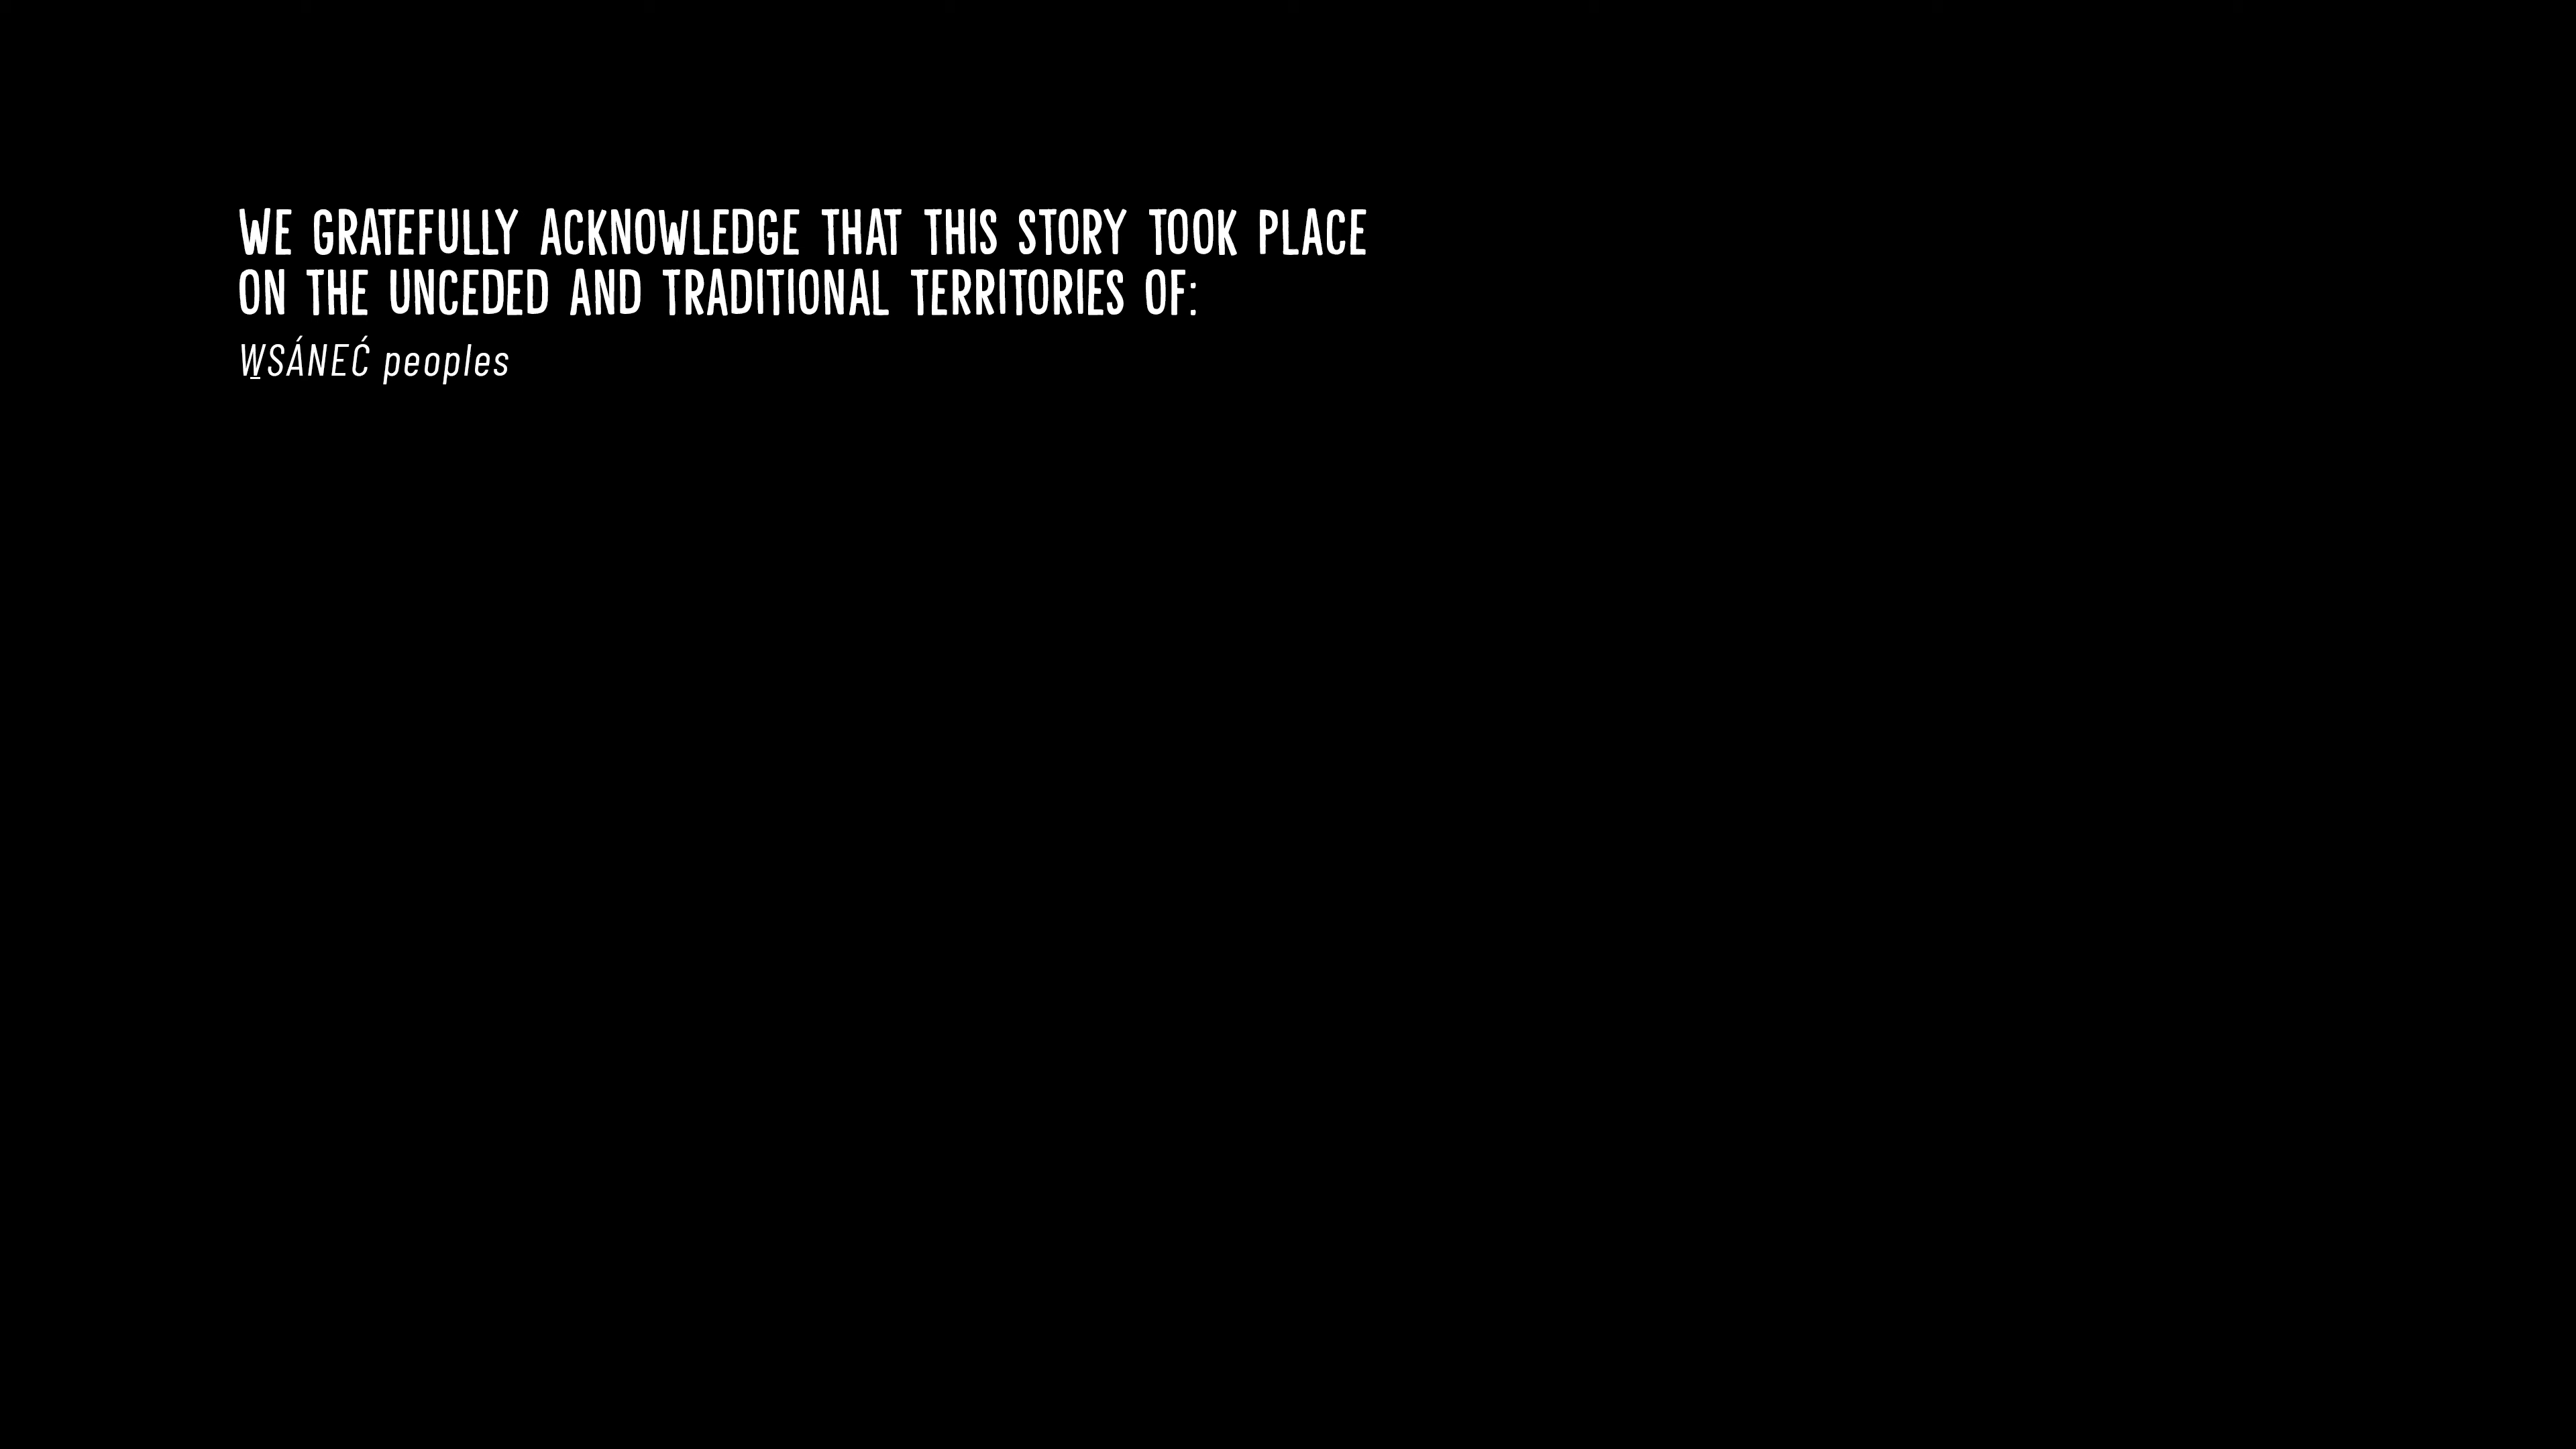 WE GRATEFULLY ACKNOWLEDGE THAT THIS STORY TOOK PLACE
ON THE UNCEDED AND TRADITIONAL TERRITORIES OF:
W̱SÁNEĆ peoples